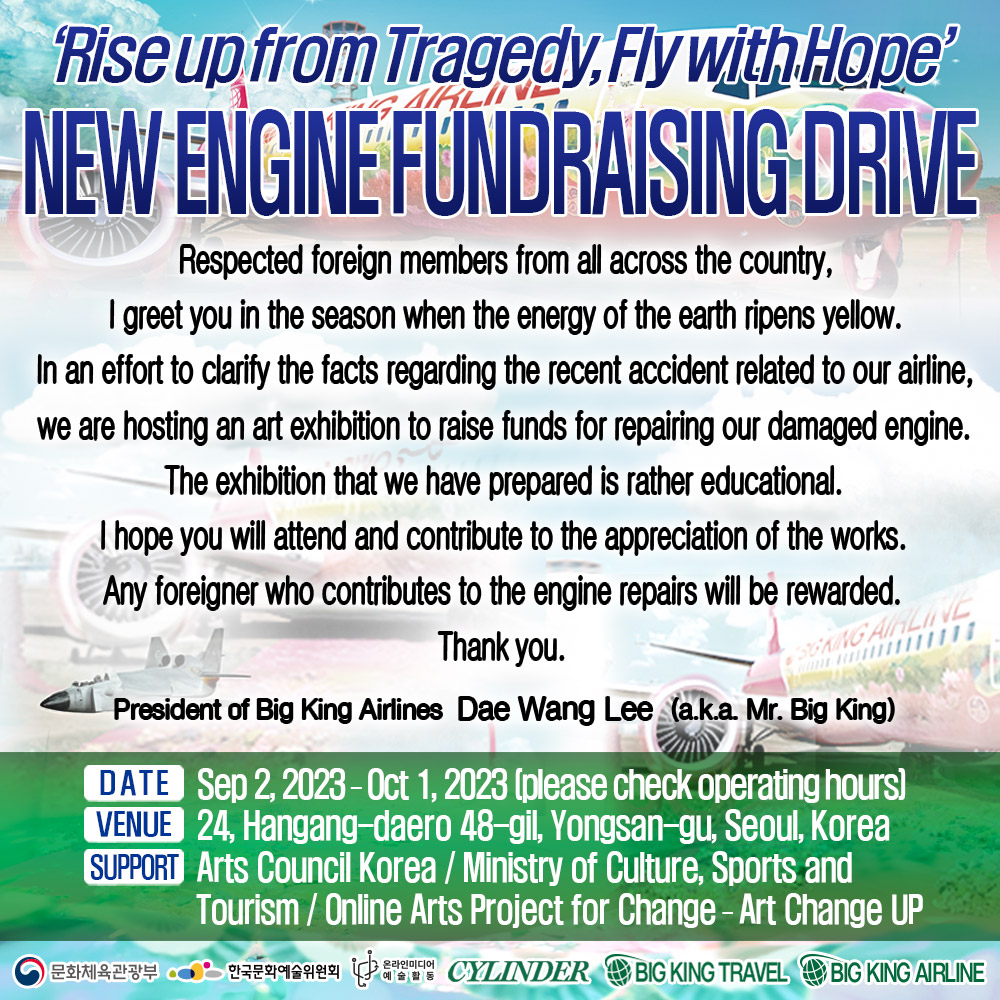 ‘Rise up from Tragedy, Fly with Hope’
NEW ENGINE FUNDRAISING DRIVE
Respected foreign members from all across the country,
I greet you in the season when the energy of the earth ripens yellow.
In an effort to clarify the facts regarding the recent accident related to our airline,
we are hosting an art exhibition to raise funds for repairing our damaged engine.
The exhibition that we have prepared is rather educational.
I hope you will attend and contribute to the appreciation of the works.
Any foreigner who contributes to the engine repairs will be rewarded.
Thank you.
BIG KING AIRLINE
President of Big King Airlines Dae Wang Lee (a.k.a. Mr. Big King)
DATE Sep 2, 2023 - Oct 1, 2023 (please check operating hours)
VENUE 24, Hangang-daero 48-gil, Yongsan-gu, Seoul, Korea
SUPPORT Arts Council Korea / Ministry of Culture, Sports and
Tourism / Online Arts Project for Change - Art Change UP
문화체육관광부 한국문화예술위원회 온라인미디어 예술활동 CYLINDER BIG KING TRAVEL BIG KING AIRLINE